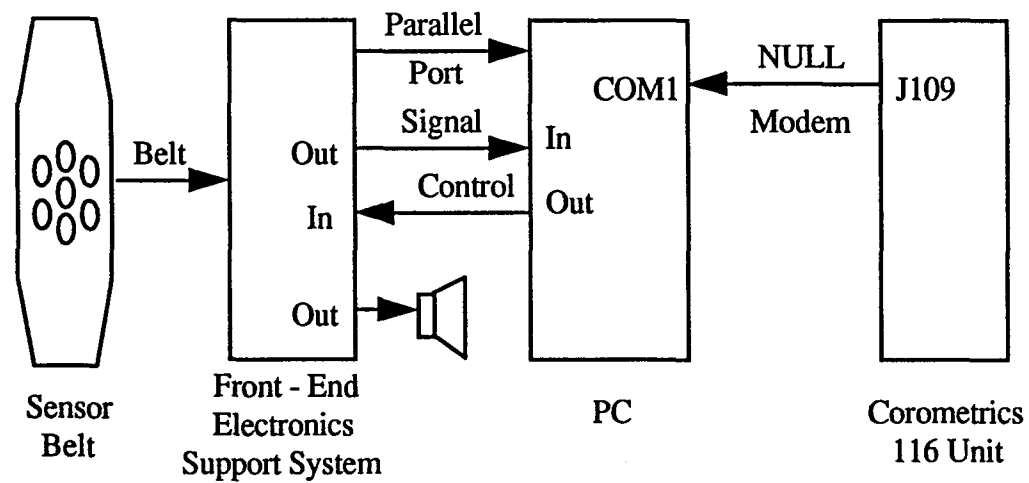 Parallel
Port
NULL
COM1
J109
Modem
Signal
Belt
Out
In
Control
In
Out
Out
Front - End
Electronics
Support System
Sensor
Belt
PC
Corometrics
116 Unit